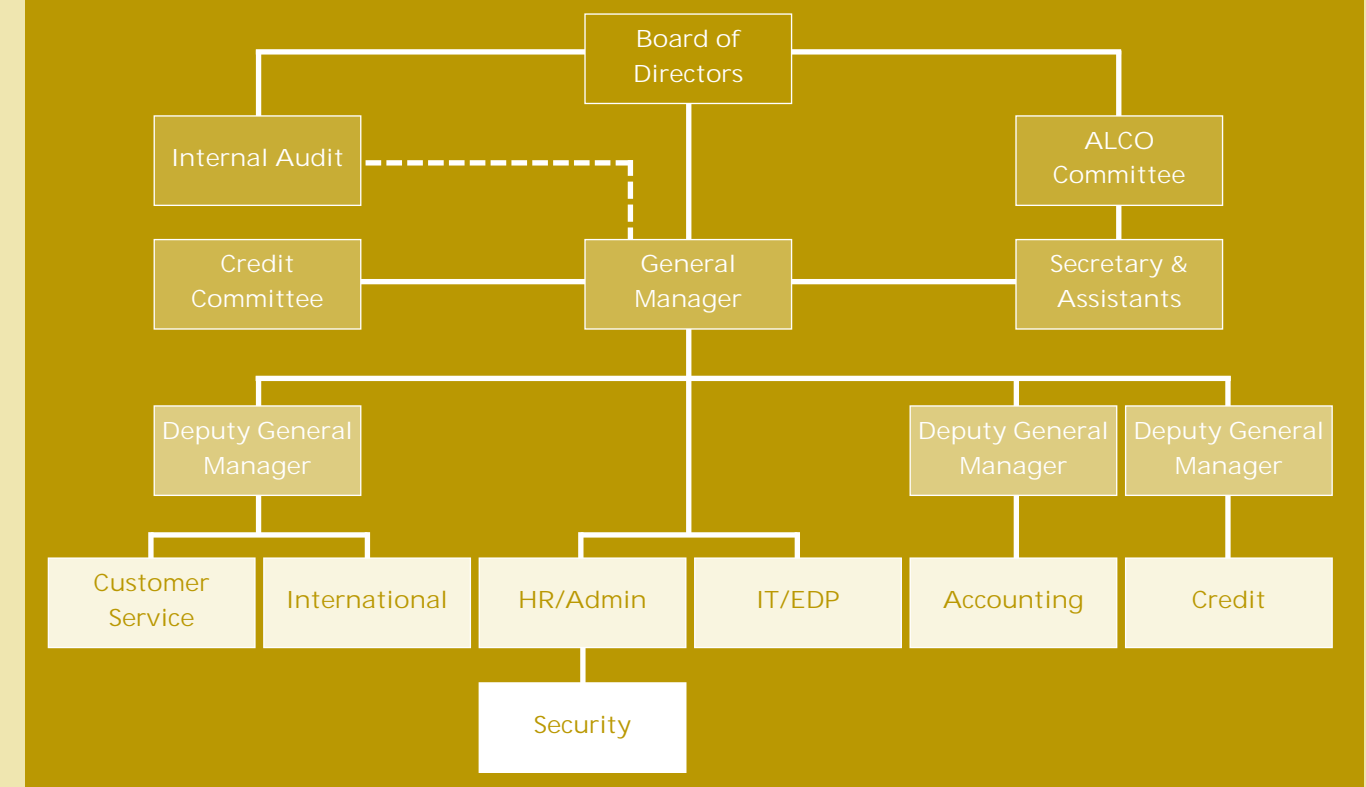 Board of
Directors
Internal Audit
ALCO
Committee
Credit
Committee
General
Manager
Secretary &
Assistants
Deputy General
Manager
Deputy General
Manager
Deputy General
Manager
Customer
Service
International
HR/Admin
IT/EDP
Accounting
Credit
Security